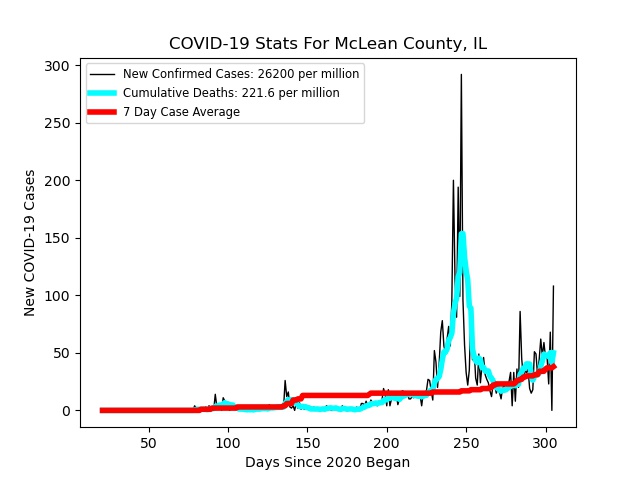 COVID-19 Stats For McLean County, IL
New Confirmed Cases: 26200 per million
Cumulative Deaths: 221.6 per million
7 Day Case Average
New COVID-19 Cases
300
250
200
150
100
50
0
50 100 150 200 250 300
Days Since 2020 Began